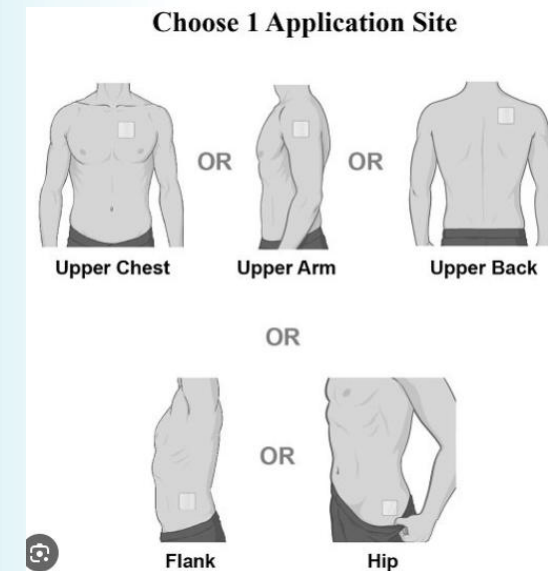 Choose 1 Application Site
OR
OR
Upper Chest
Upper Arm
Upper Back
OR
OR
Flank
Hip